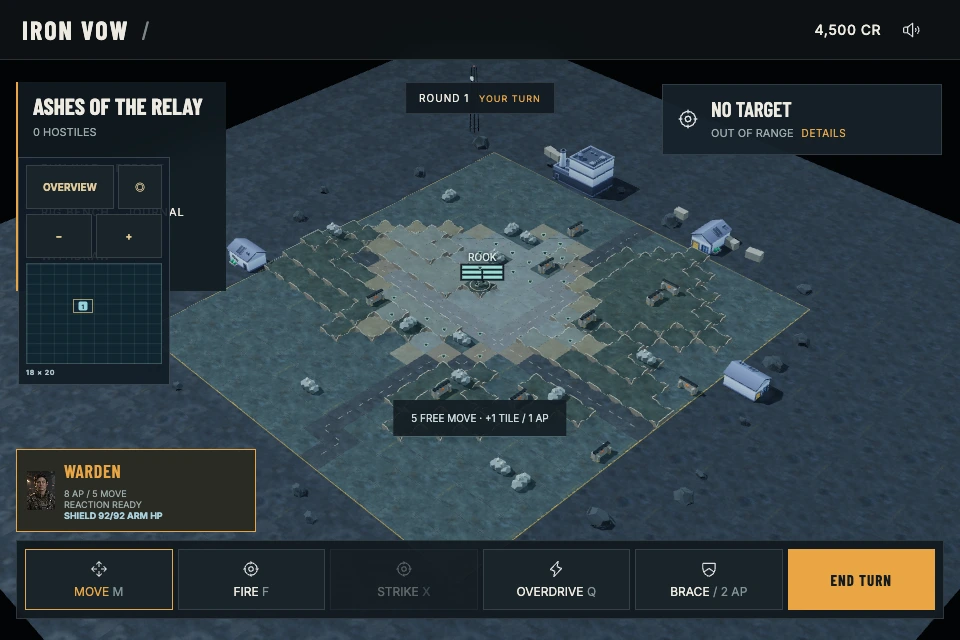 IRON VOW /
4,500 CR
ASHES OF THE RELAY
0 HOSTILES
ROUND 1 YOUR TURN
NO TARGET
OUT OF RANGE DETAILS
OVERVIEW
AL
− +
1
18 × 20
ROOK
5 FREE MOVE · +1 TILE / 1 AP
WARDEN
8 AP / 5 MOVE
REACTION READY
SHIELD 92/92 ARM HP
MOVE M
FIRE F
STRIKE X
OVERDRIVE Q
BRACE / 2 AP
END TURN